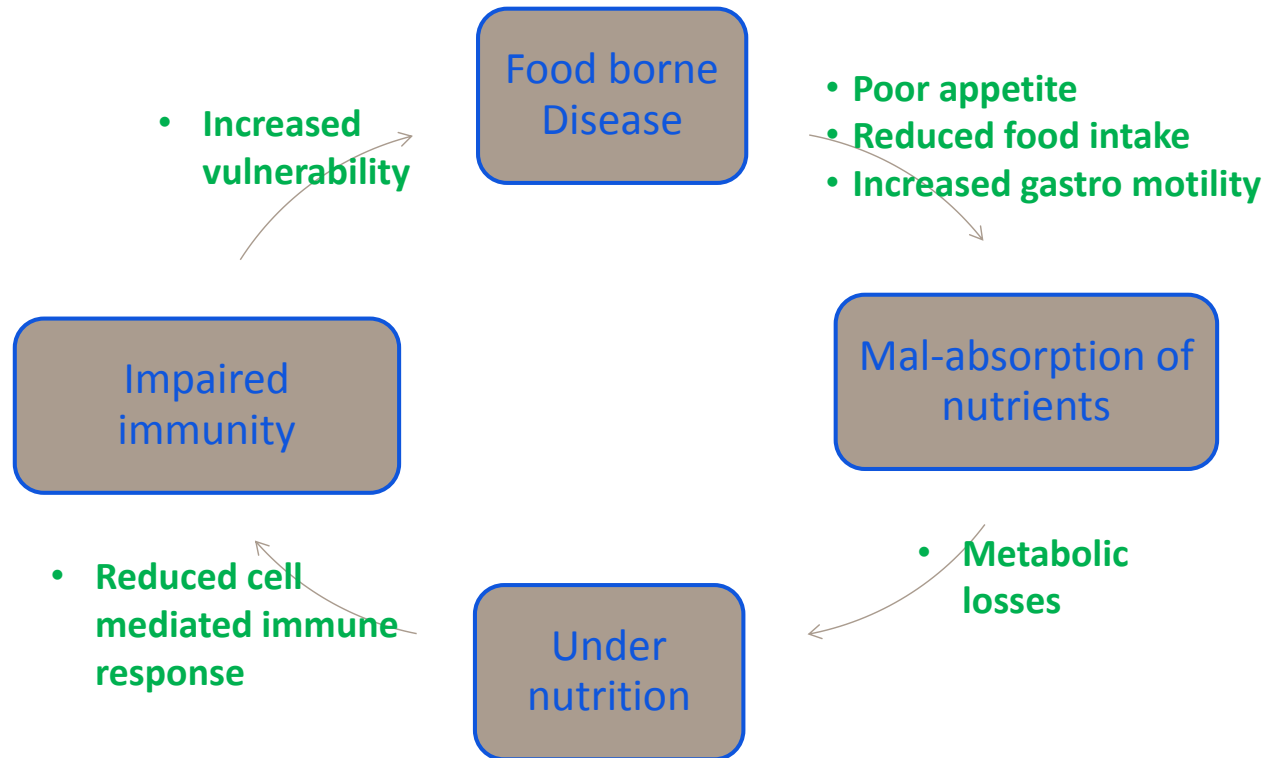 Food borne
Disease
• Poor appetite
• Reduced food intake
• Increased gastro motility
• Increased
vulnerability
Mal-absorption of
nutrients
Impaired
immunity
• Metabolic
losses
Under
nutrition
• Reduced cell
mediated immune
response